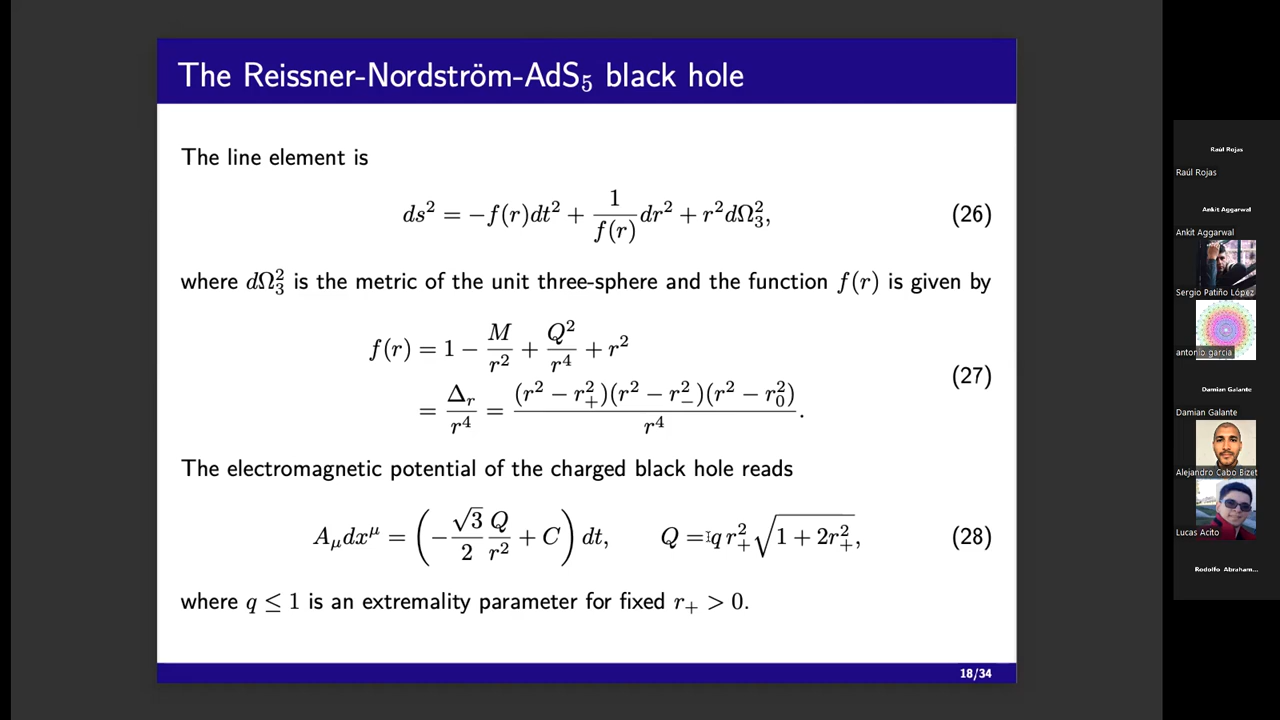 The Reissner-Nordström-AdS₅ black hole
The line element is
ds² = −f(r)dt² + 1/f(r) dr² + r²dΩ₃², (26)
where dΩ₃² is the metric of the unit three-sphere and the function f(r) is given by
f(r) = 1 − M/r² + Q²/r⁴ + r²
= Δᵣ/r⁴ = (r² − r₊²)(r² − r₋²)(r² − r₀²)/r⁴. (27)
The electromagnetic potential of the charged black hole reads
A_μdx^μ = (−√3/2 Q/r² + C) dt, Q = q r₊²√(1 + 2r₊²), (28)
where q ≤ 1 is an extremality parameter for fixed r₊ > 0.
18/34
Raúl Rojas
Raúl Rojas
Ankit Aggarwal
Ankit Aggarwal
Sergio Patiño López
antonio garcia
Damian Galante
Damian Galante
Alejandro Cabo Bizet
Lucas Acito
Rodolfo Abraham...